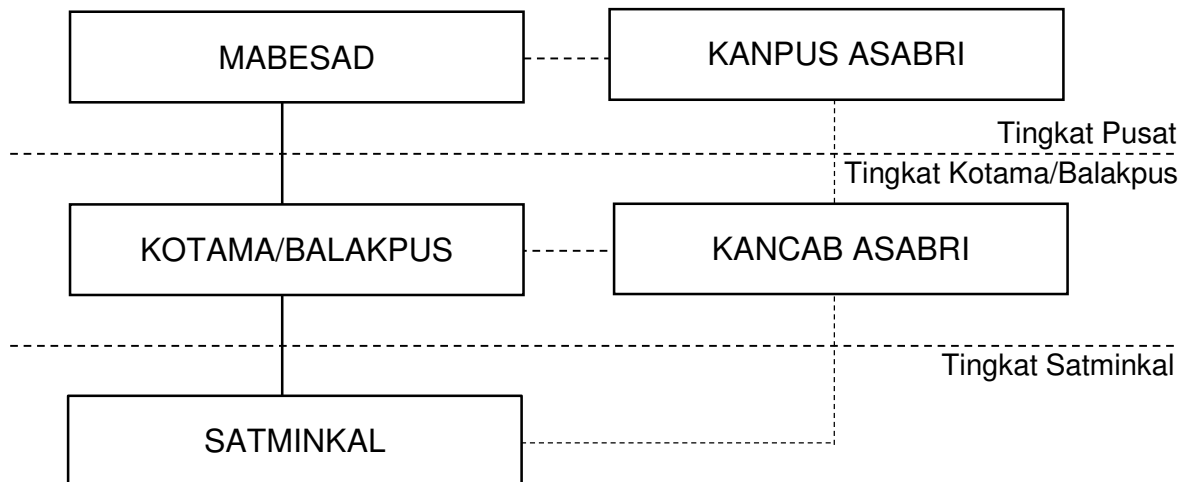 MABESAD
KANPUS ASABRI
Tingkat Pusat
Tingkat Kotama/Balakpus
KOTAMA/BALAKPUS
KANCAB ASABRI
Tingkat Satminkal
SATMINKAL